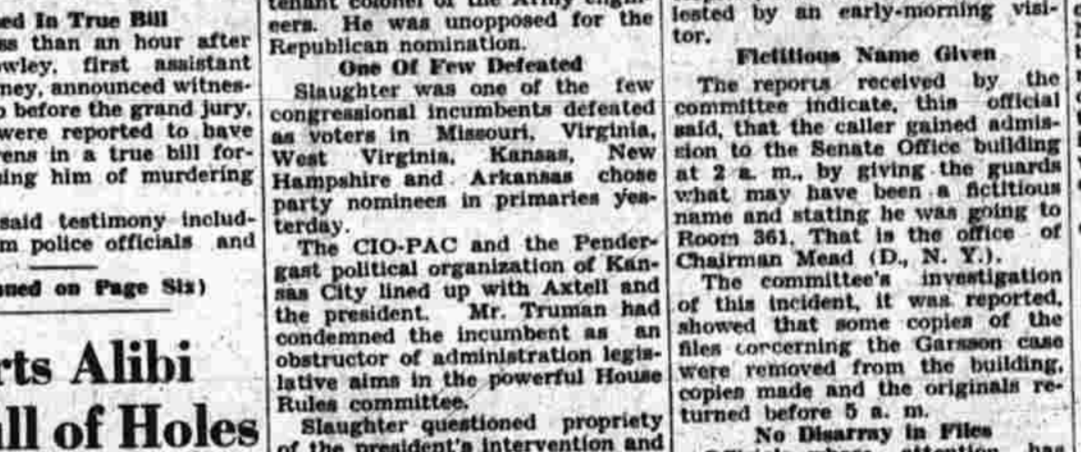 ed In True Bill
ss than an hour after
wley, first assistant
ney, announced witnes-
o before the grand jury,
were reported to have
ens in a true bill for-
ing him of murdering
said testimony includ-
m police officials and
ued on Page Six)
rts Alibi
ll of Holes
tenant colonel of the Army engin-
eers. He was unopposed for the
Republican nomination.
One Of Few Defeated
Slaughter was one of the few
congressional incumbents defeated
as voters in Missouri, Virginia,
West Virginia, Kansas, New
Hampshire and Arkansas chose
party nominees in primaries yes-
terday.
The CIO-PAC and the Pender-
gast political organization of Kan-
sas City lined up with Axtell and
the president. Mr. Truman had
condemned the incumbent as an
obstructor of administration legis-
lative aims in the powerful House
Rules committee.
Slaughter questioned propriety
of the president's intervention and
lested by an early-morning visi-
tor.
Fictitious Name Given
The reports received by the
committee indicate, this official
said, that the caller gained admis-
sion to the Senate Office building
at 2 a. m., by giving the guards
what may have been a fictitious
name and stating he was going to
Room 361. That is the office of
Chairman Mead (D., N. Y.).
The committee's investigation
of this incident, it was reported,
showed that some copies of the
files concerning the Garsson case
were removed from the building,
copies made and the originals re-
turned before 5 a. m.
No Disarray in Files